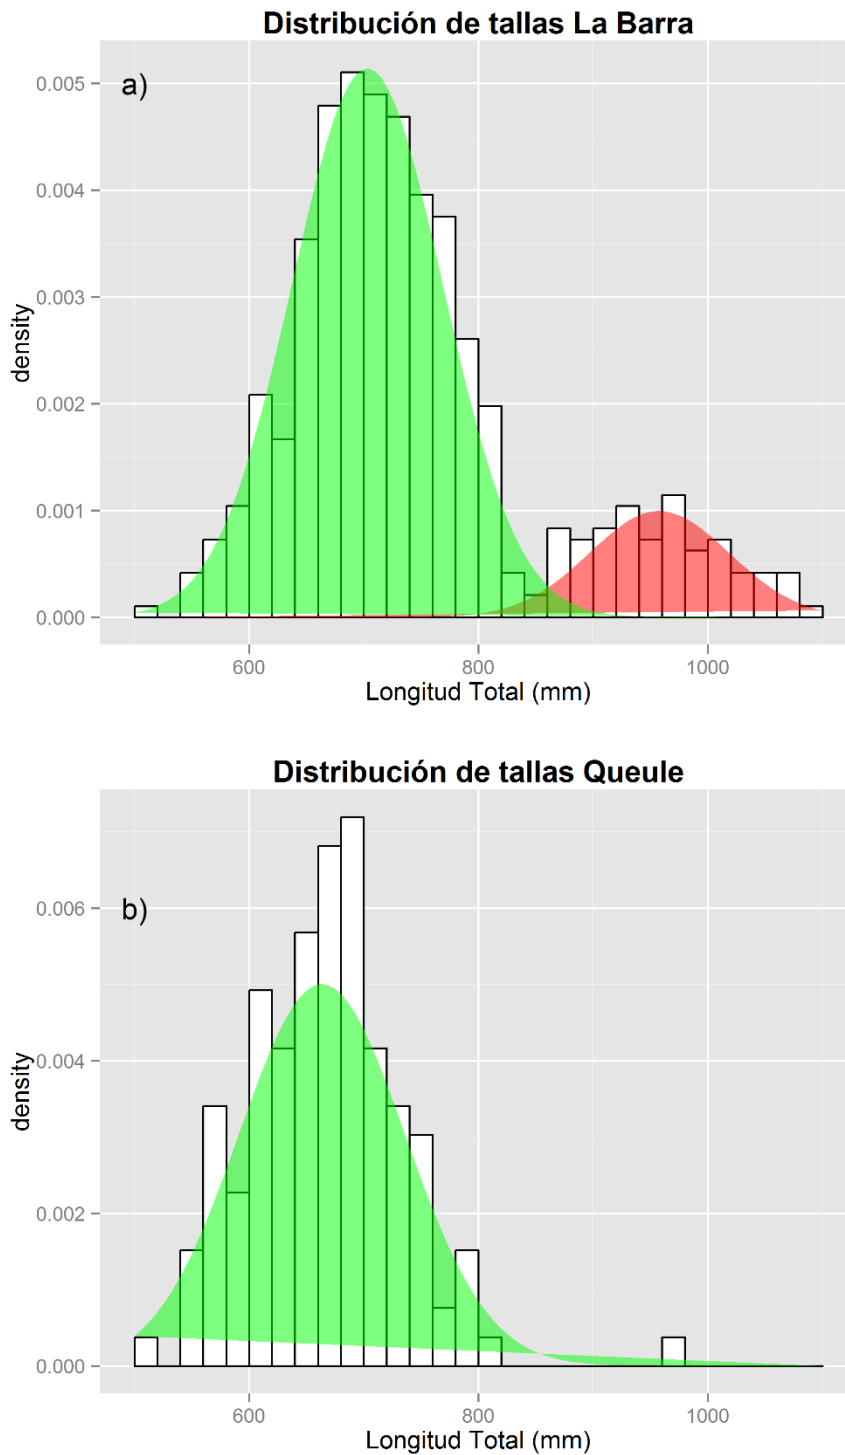 Distribución de tallas La Barra
a)
0.005
0.004
0.003
0.002
0.001
0.000
density
600 800 1000
Longitud Total (mm)
Distribución de tallas Queule
b)
0.006
0.004
0.002
0.000
density
600 800 1000
Longitud Total (mm)